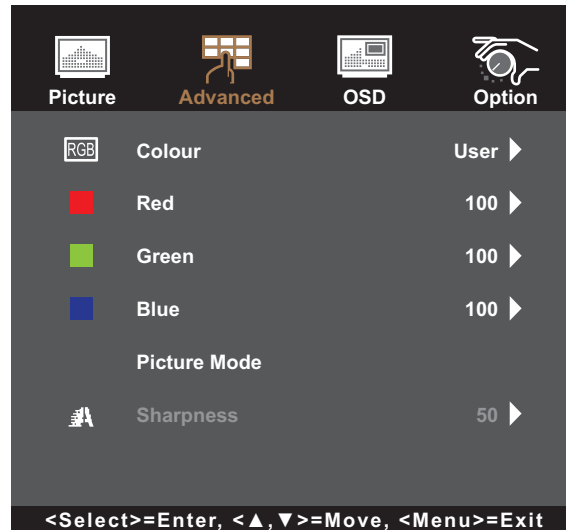 Picture Advanced OSD Option
RGB Colour User
Red 100
Green 100
Blue 100
Picture Mode
Sharpness 50
<Select>=Enter, <▲,▼>=Move, <Menu>=Exit